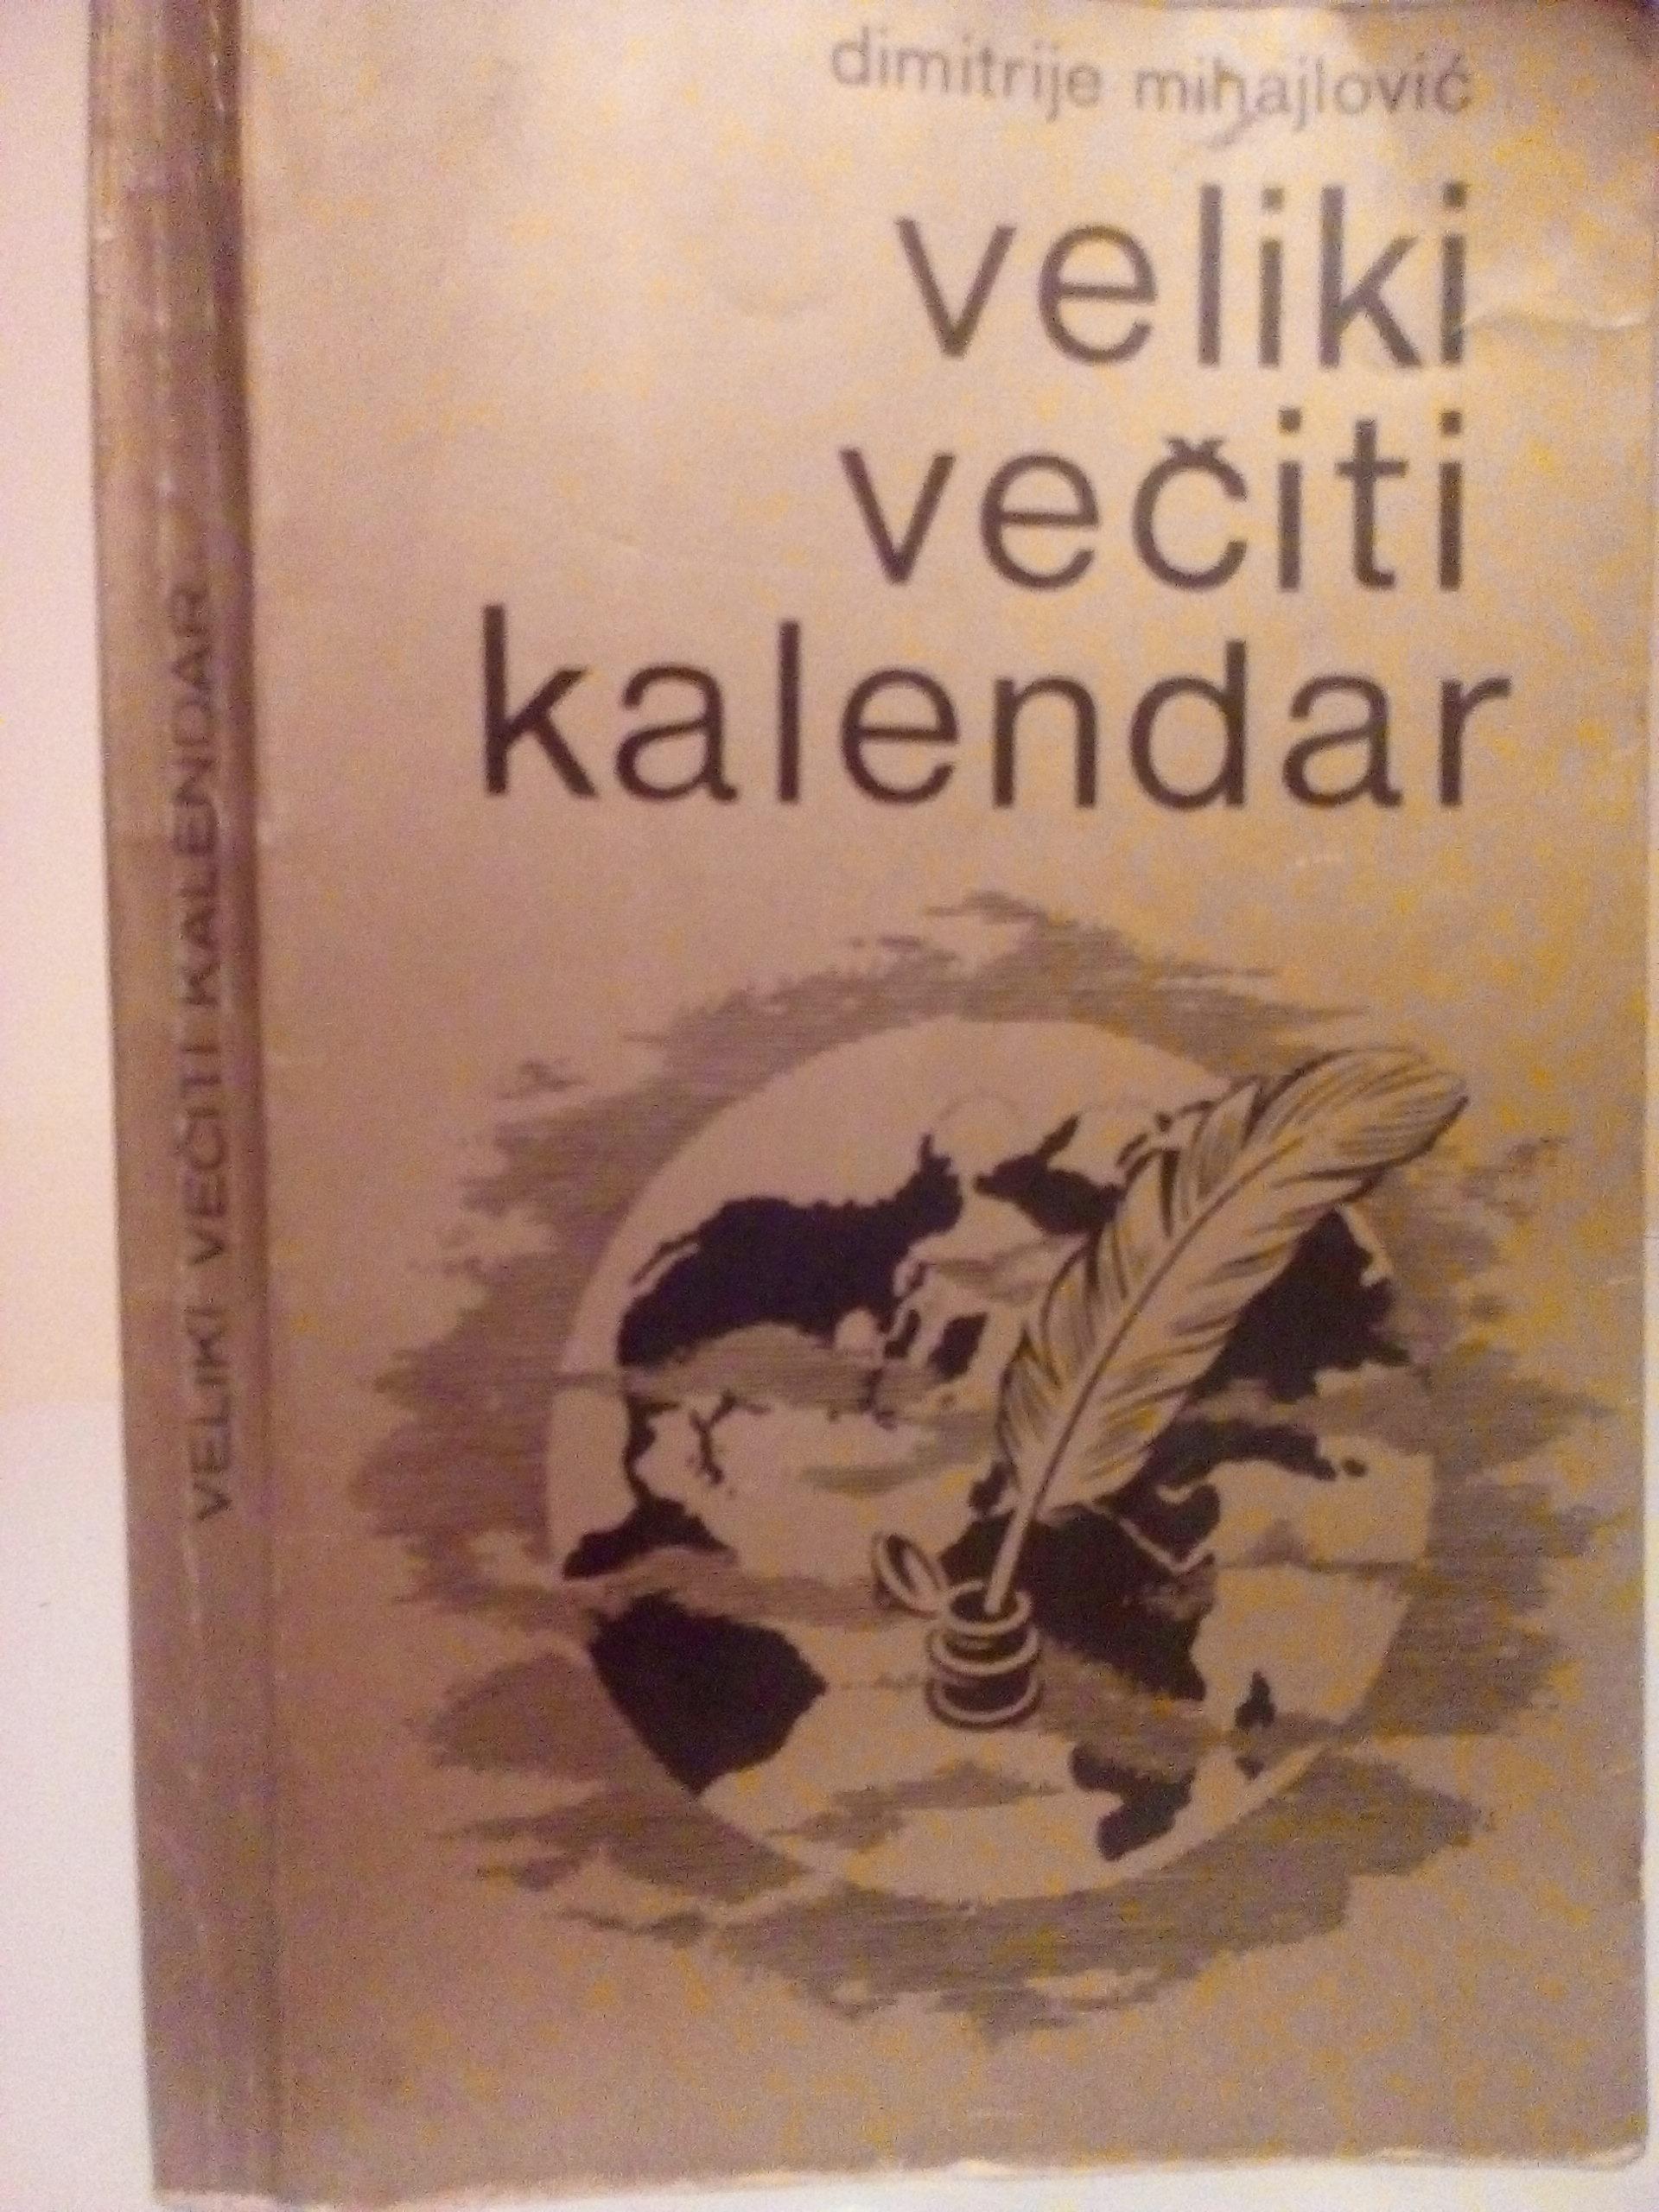 dimitrije mihajlović
veliki
večiti
kalendar
VELIKI VEČITI KALENDAR